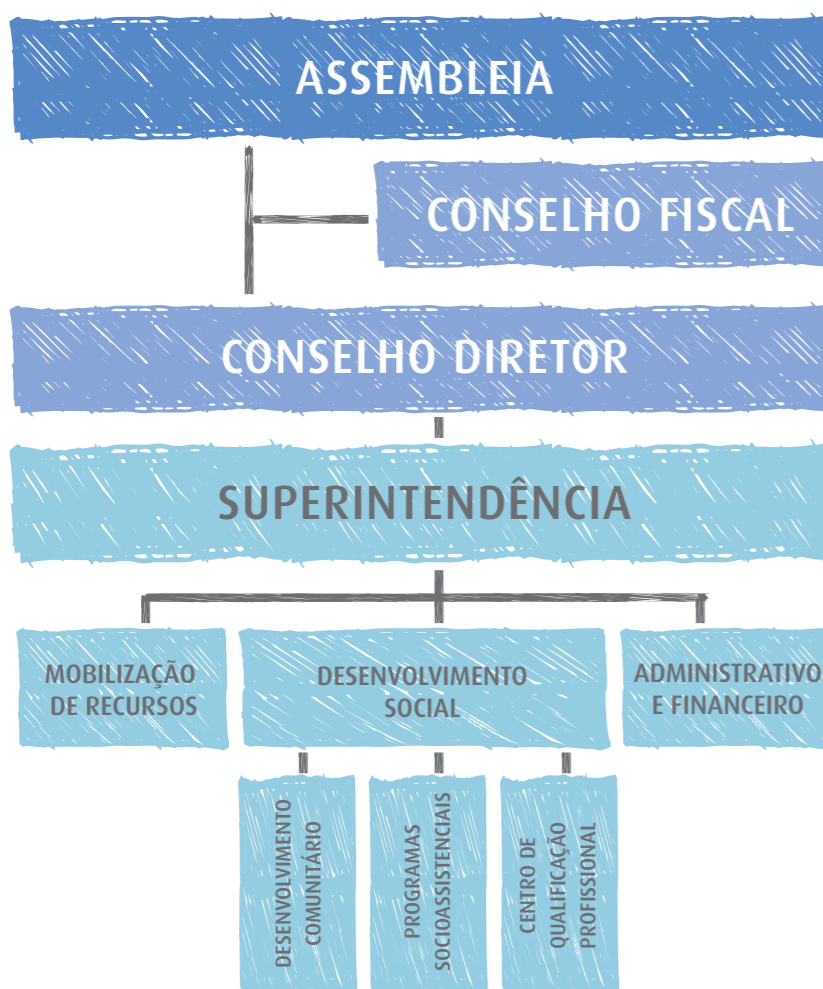 ASSEMBLEIA
CONSELHO FISCAL
CONSELHO DIRETOR
SUPERINTENDÊNCIA
MOBILIZAÇÃO
DE RECURSOS
DESENVOLVIMENTO
SOCIAL
ADMINISTRATIVO
E FINANCEIRO
DESENVOLVIMENTO
COMUNITÁRIO
PROGRAMAS
SOCIOASSISTENCIAIS
CENTRO DE
QUALIFICAÇÃO
PROFISSIONAL